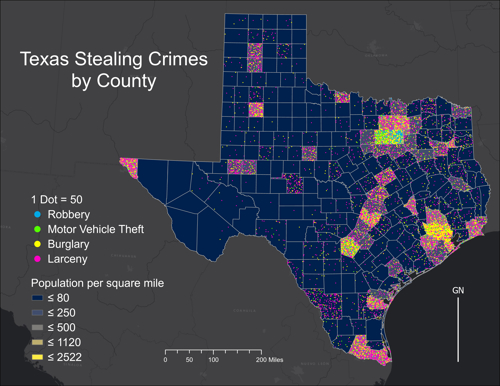 Texas Stealing Crimes
by County
1 Dot = 50
Robbery
Motor Vehicle Theft
Burglary
Larceny
Population per square mile
≤ 80
≤ 250
≤ 500
≤ 1120
≤ 2522
0 50 100 200 Miles
GN